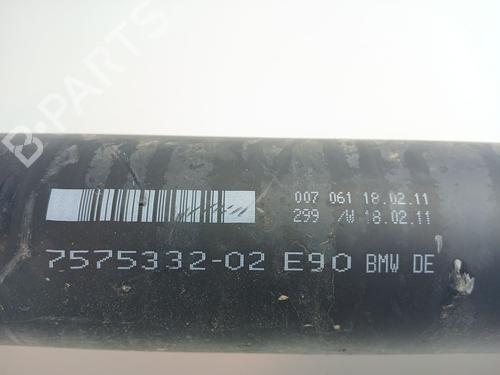 B-PARTS
007 061 18.02.11
299 /W 18.02.11
7575332-02 E90 BMW DE